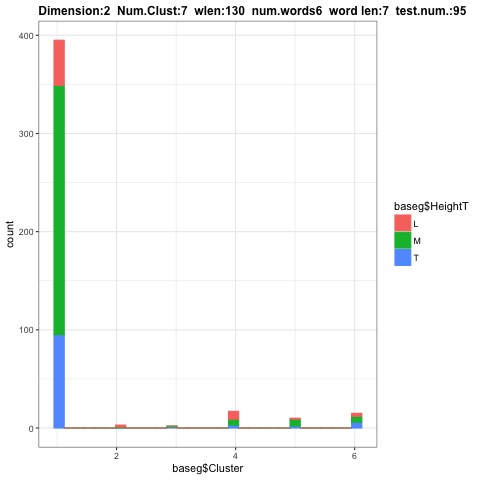 Dimension:2 Num.Clust:7 wlen:130 num.words6 word len:7 test.num.:95
400
300
200
100
0
count
2 4 6
baseg$Cluster
baseg$HeightT
L
M
T